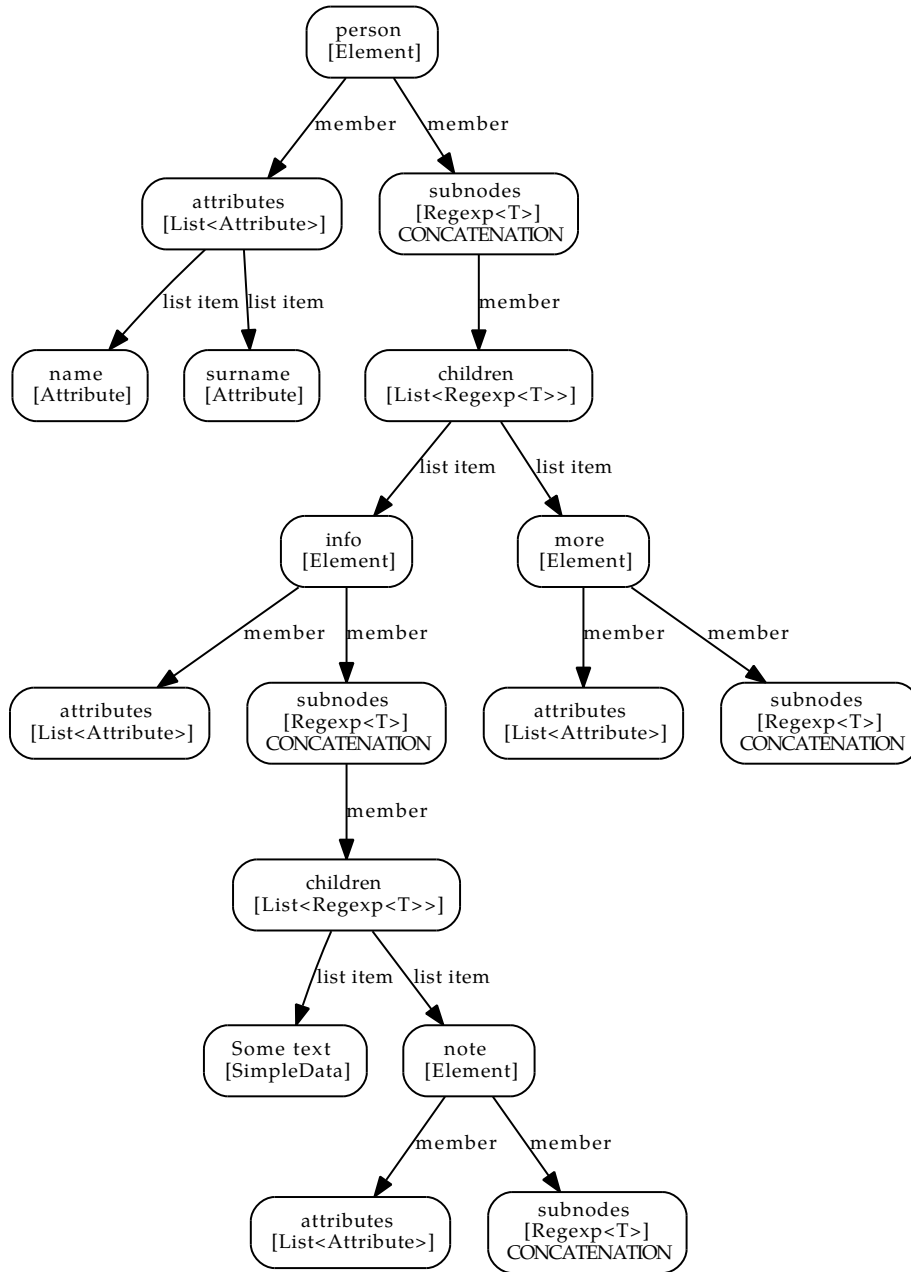 person
[Element]
member
member
attributes
[List<Attribute>]
subnodes
[Regexp<T>]
CONCATENATION
list item
list item
member
name
[Attribute]
surname
[Attribute]
children
[List<Regexp<T>>]
list item
list item
info
[Element]
more
[Element]
member
member
member
member
attributes
[List<Attribute>]
subnodes
[Regexp<T>]
CONCATENATION
attributes
[List<Attribute>]
subnodes
[Regexp<T>]
CONCATENATION
member
children
[List<Regexp<T>>]
list item
list item
Some text
[SimpleData]
note
[Element]
member
member
attributes
[List<Attribute>]
subnodes
[Regexp<T>]
CONCATENATION